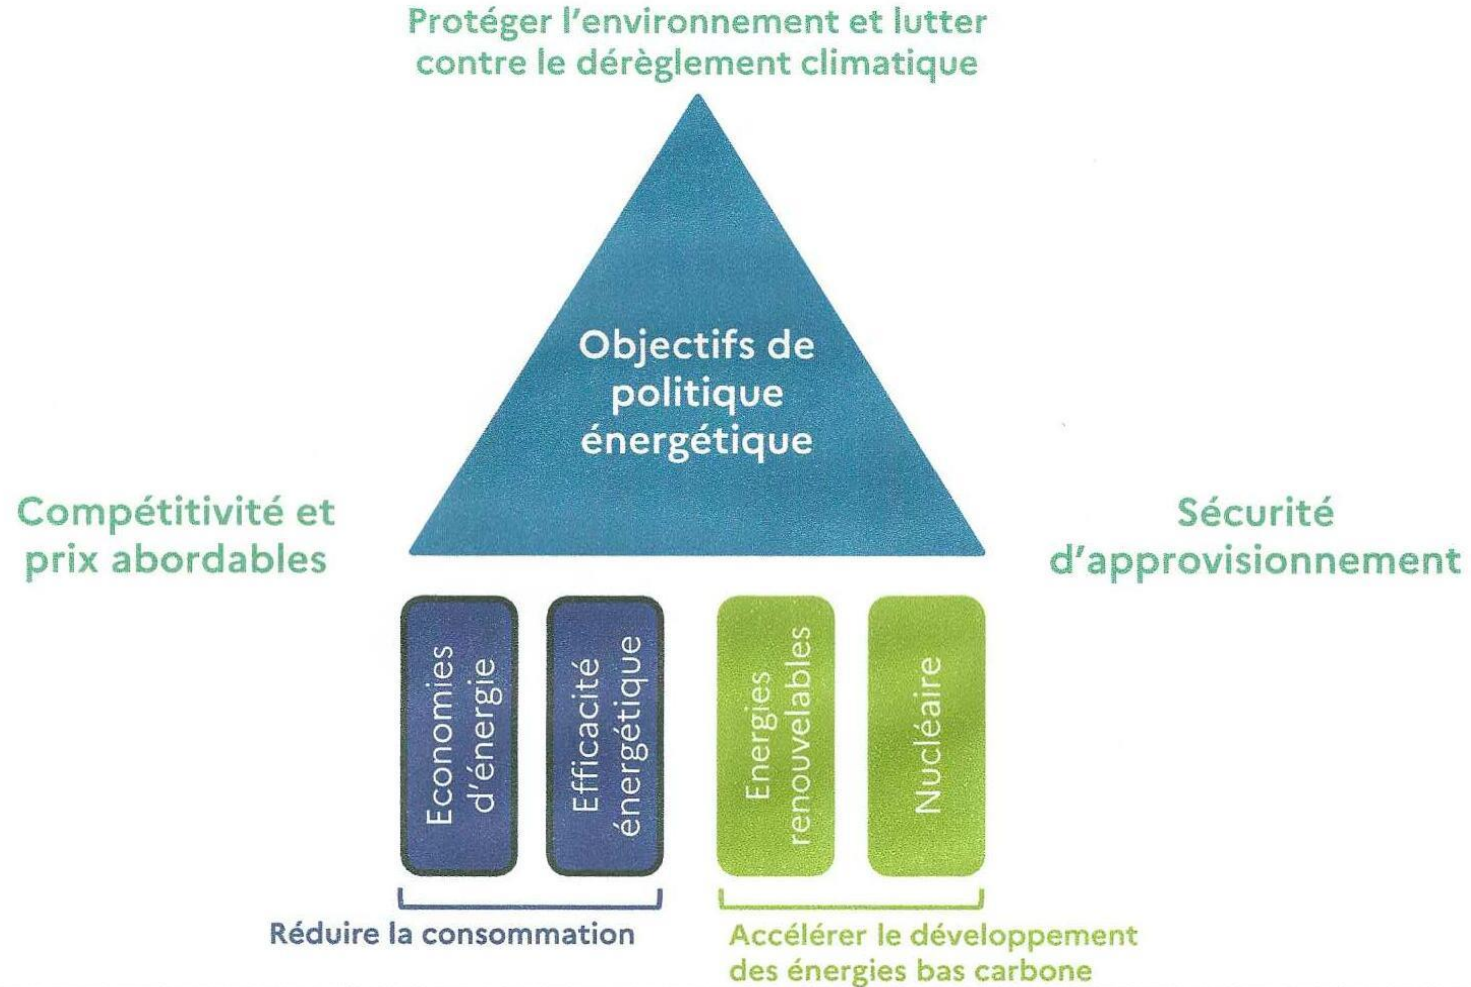 Protéger l'environnement et lutter
contre le dérèglement climatique
Objectifs de
politique
énergétique
Compétitivité et
prix abordables
Sécurité
d'approvisionnement
Economies
d'énergie
Efficacité
énergétique
Energies
renouvelables
Nucléaire
Réduire la consommation
Accélérer le développement
des énergies bas carbone